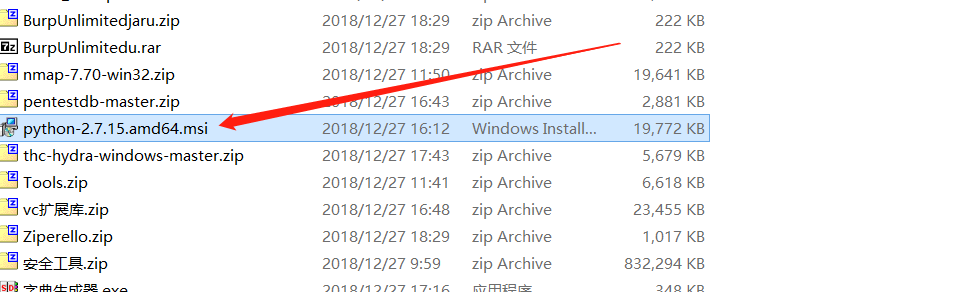 BurpUnlimitedjaru.zip 2018/12/27 18:29 zip Archive 222 KB
BurpUnlimitedu.rar 2018/12/27 18:29 RAR 文件 222 KB
nmap-7.70-win32.zip 2018/12/27 11:50 zip Archive 19,641 KB
pentestdb-master.zip 2018/12/27 16:43 zip Archive 2,881 KB
python-2.7.15.amd64.msi 2018/12/27 16:12 Windows Install... 19,772 KB
thc-hydra-windows-master.zip 2018/12/27 17:43 zip Archive 5,679 KB
Tools.zip 2018/12/27 11:41 zip Archive 6,618 KB
vc扩展库.zip 2018/12/27 16:48 zip Archive 23,455 KB
Ziperello.zip 2018/12/27 18:29 zip Archive 1,017 KB
安全工具.zip 2018/12/27 9:59 zip Archive 832,294 KB
字典生成器.exe 2018/12/27 17:16 应用程序 348 KB